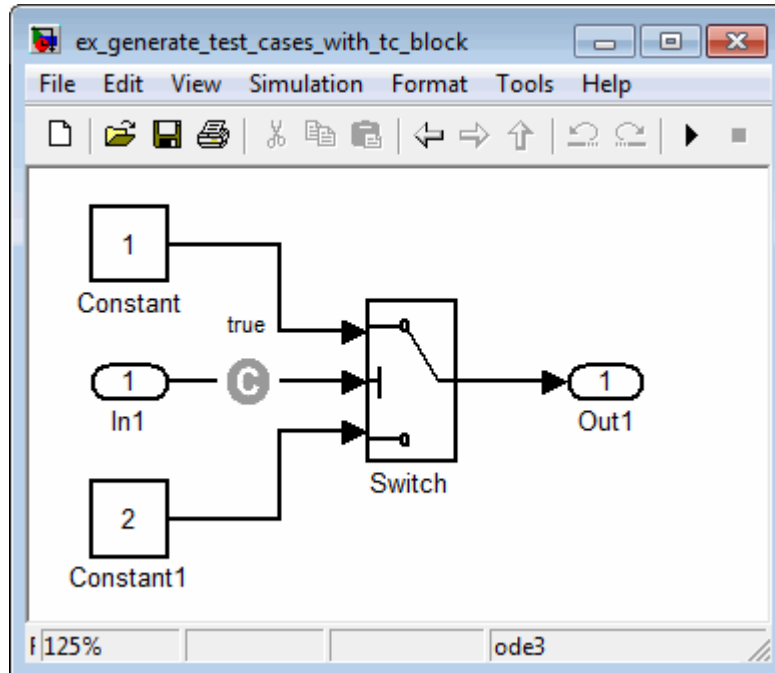 ex_generate_test_cases_with_tc_block
File Edit View Simulation Format Tools Help
1
Constant
true
1
C
In1
1
Out1
Switch
2
Constant1
125%
ode3